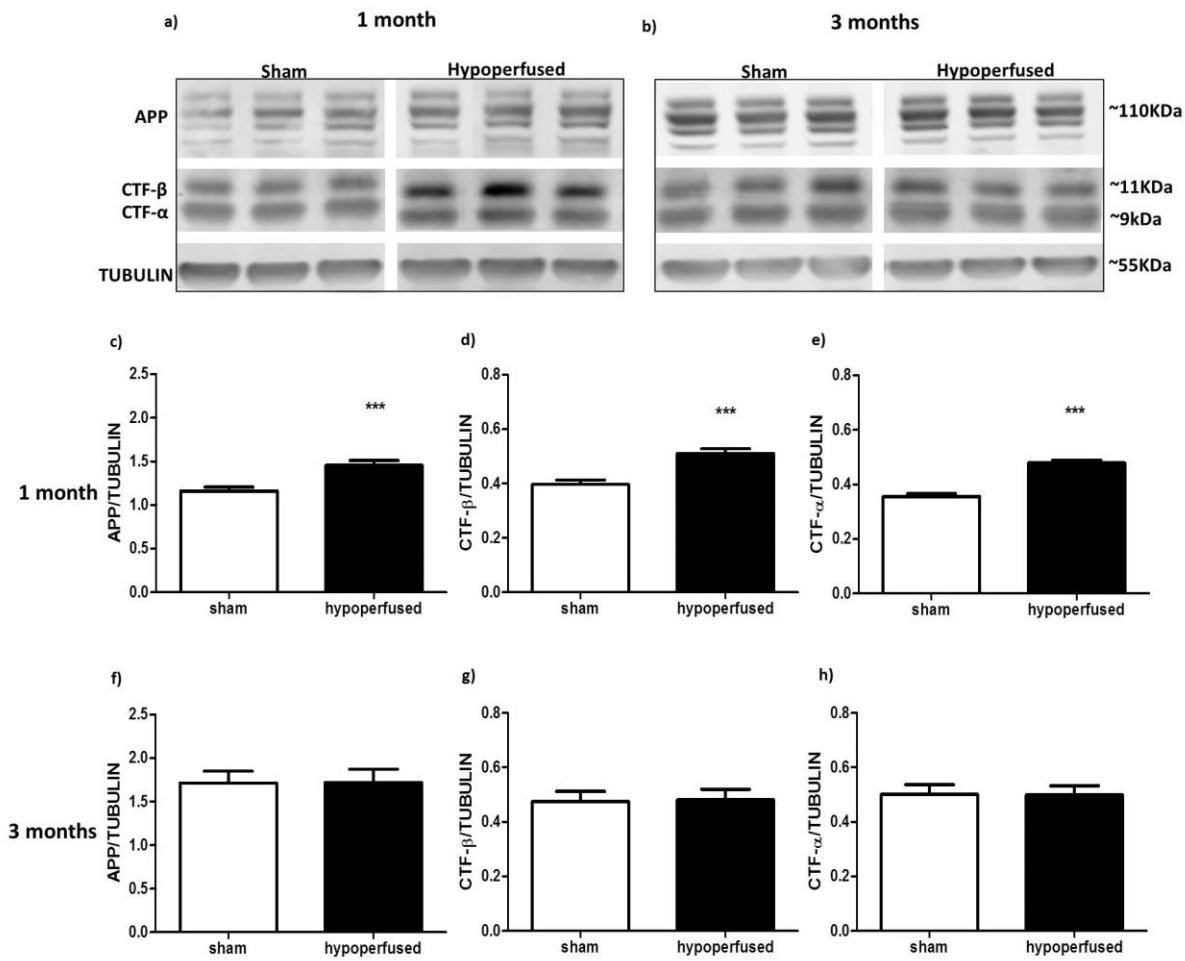 a) 1 month b) 3 months
Sham Hypoperfused Sham Hypoperfused
APP ~110KDa
CTF-β ~11KDa
CTF-α ~9kDa
TUBULIN ~55KDa
c) d) e)
1 month
APP/TUBULIN
2.5
2.0
1.5
1.0
0.5
0.0
***
sham hypoperfused
CTF-β/TUBULIN
0.8
0.6
0.4
0.2
0.0
***
sham hypoperfused
CTF-α/TUBULIN
0.8
0.6
0.4
0.2
0.0
***
sham hypoperfused
f) g) h)
3 months
APP/TUBULIN
2.5
2.0
1.5
1.0
0.5
0.0
sham hypoperfused
CTF-β/TUBULIN
0.8
0.6
0.4
0.2
0.0
sham hypoperfused
CTF-α/TUBULIN
0.8
0.6
0.4
0.2
0.0
sham hypoperfused